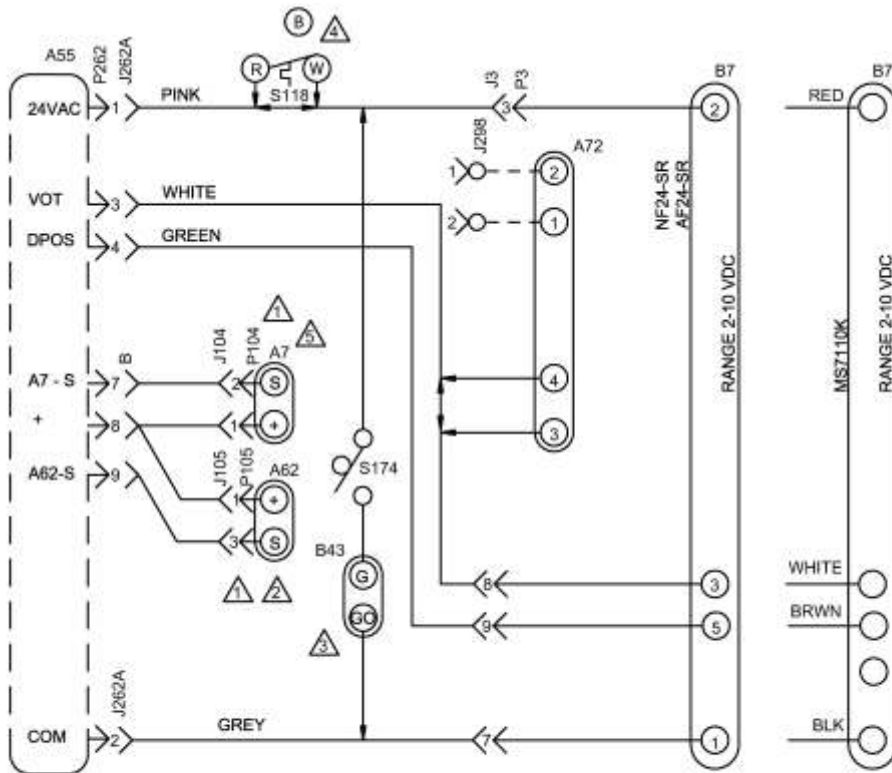 B
4
A55
P262
J262A
R
W
S118
J3
P3
B7
B7
24VAC
1
PINK
3
2
RED
J298
A72
1
2
2
1
VOT
3
WHITE
DPOS
4
GREEN
NF24-SR
AF24-SR
RANGE 2-10 VDC
MS7110K
RANGE 2-10 VDC
1
5
B
J104
P104
A7
A7 - S
7
2
S
4
+
8
1
+
3
J105
P105
A62
S174
A62-S
9
1
+
3
S
B43
G
GO
1
2
3
8
3
WHITE
9
5
BRWN
J262A
COM
2
GREY
7
1
BLK